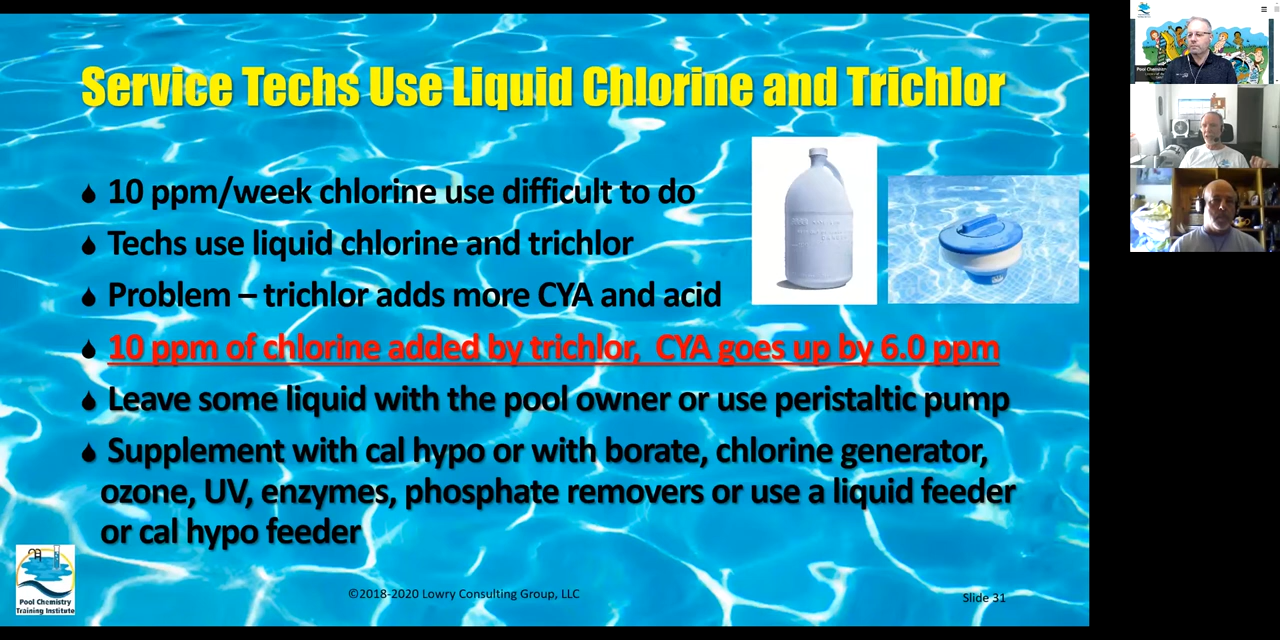 Service Techs Use Liquid Chlorine and Trichlor
10 ppm/week chlorine use difficult to do
Techs use liquid chlorine and trichlor
Problem – trichlor adds more CYA and acid
10 ppm of chlorine added by trichlor, CYA goes up by 6.0 ppm
Leave some liquid with the pool owner or use peristaltic pump
Supplement with cal hypo or with borate, chlorine generator,
ozone, UV, enzymes, phosphate removers or use a liquid feeder
or cal hypo feeder
Pool Chemistry
Training Institute
©2018-2020 Lowry Consulting Group, LLC
Slide 31